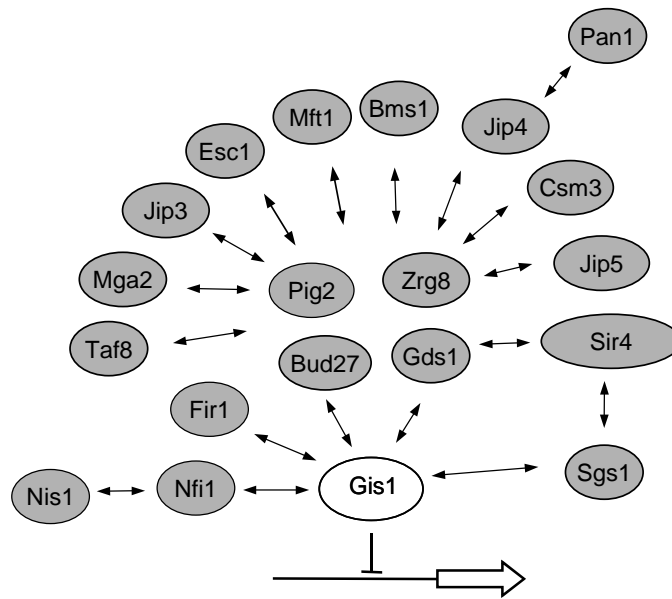 Pan1
Mft1
Bms1
Jip4
Esc1
Csm3
Jip3
Jip5
Mga2
Pig2
Zrg8
Taf8
Bud27
Gds1
Sir4
Fir1
Nis1
Nfi1
Gis1
Sgs1